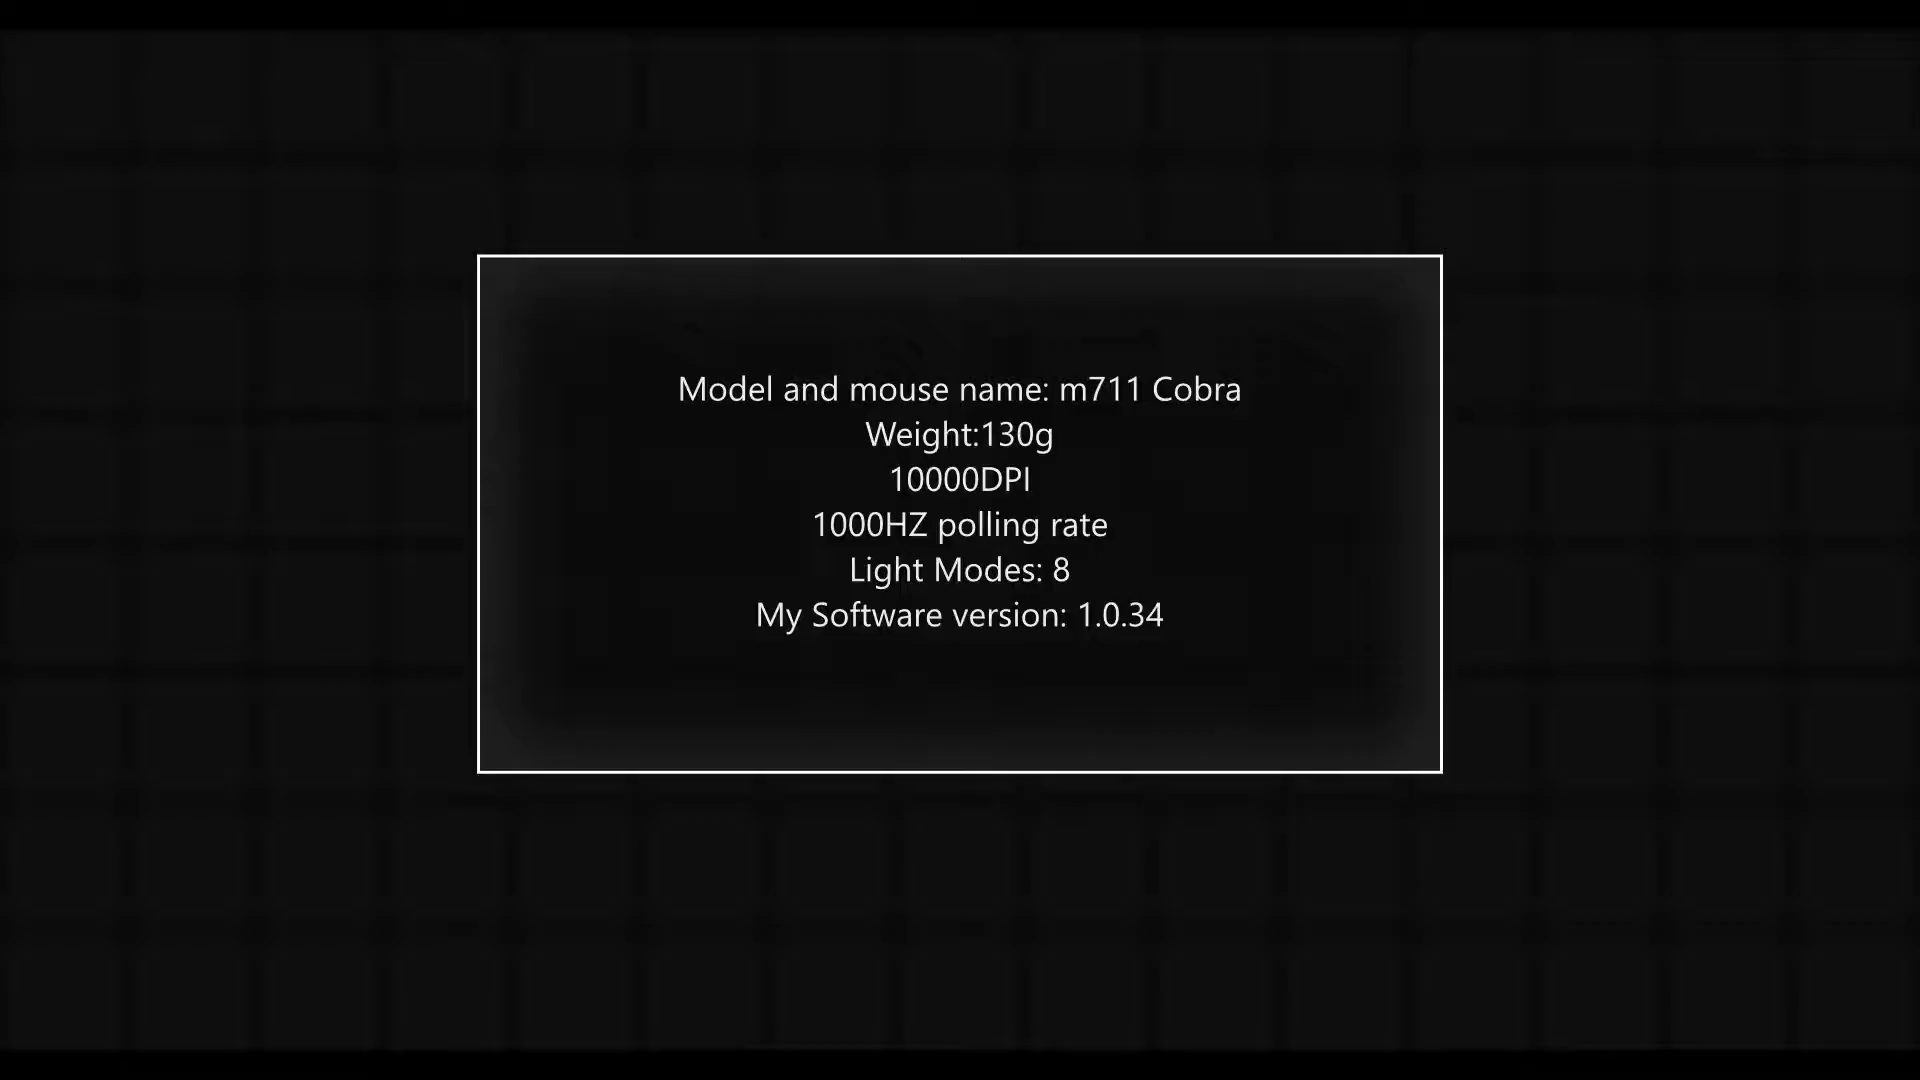 Model and mouse name: m711 Cobra
Weight:130g
10000DPI
1000HZ polling rate
Light Modes: 8
My Software version: 1.0.34